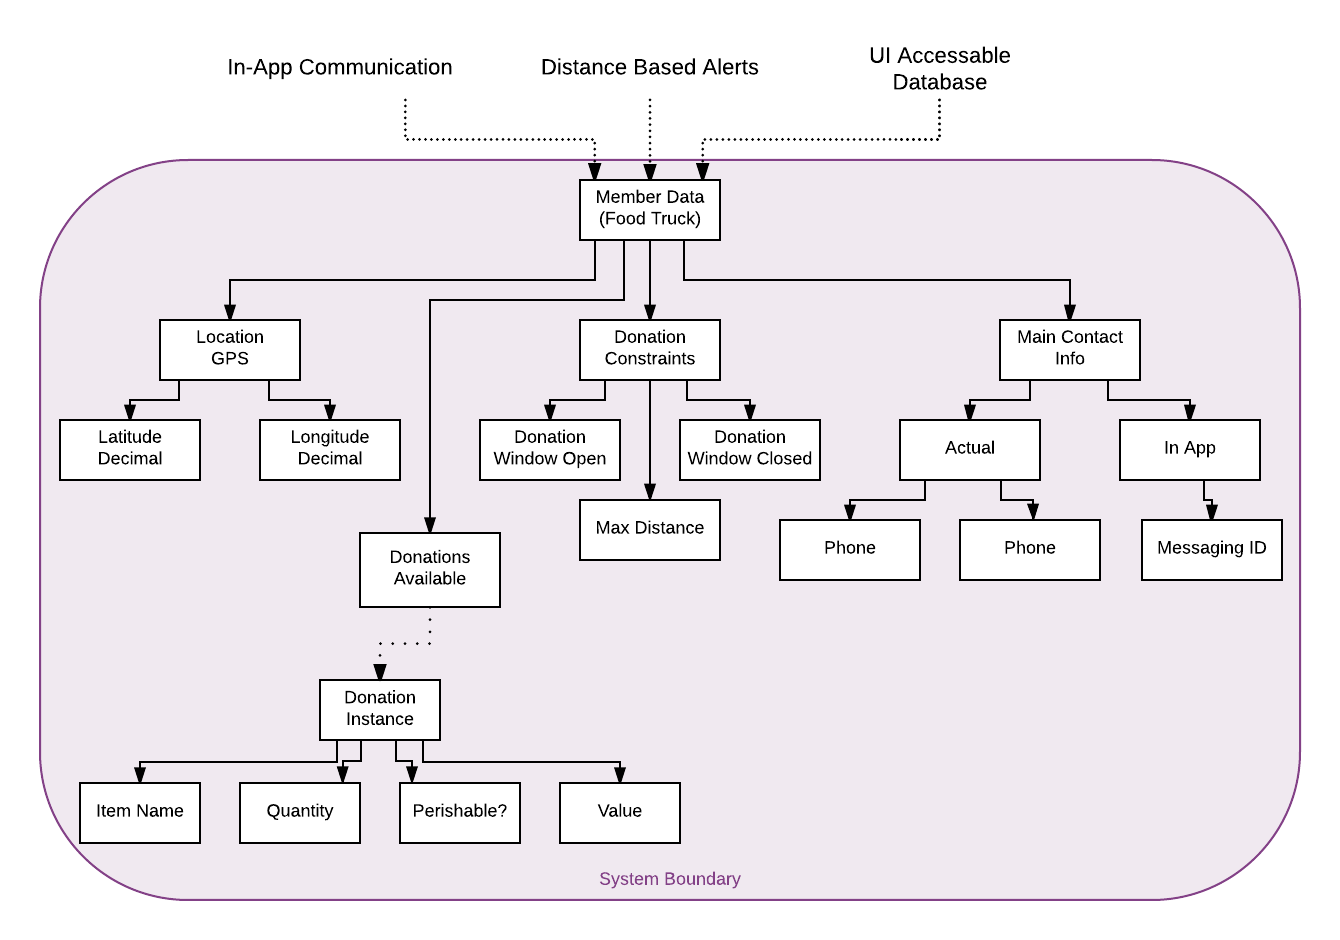 In-App Communication
Distance Based Alerts
UI Accessable
Database
Member Data
(Food Truck)
Location
GPS
Donation
Constraints
Main Contact
Info
Latitude
Decimal
Longitude
Decimal
Donation
Window Open
Donation
Window Closed
Actual
In App
Max Distance
Phone
Phone
Messaging ID
Donations
Available
Donation
Instance
Item Name
Quantity
Perishable?
Value
System Boundary